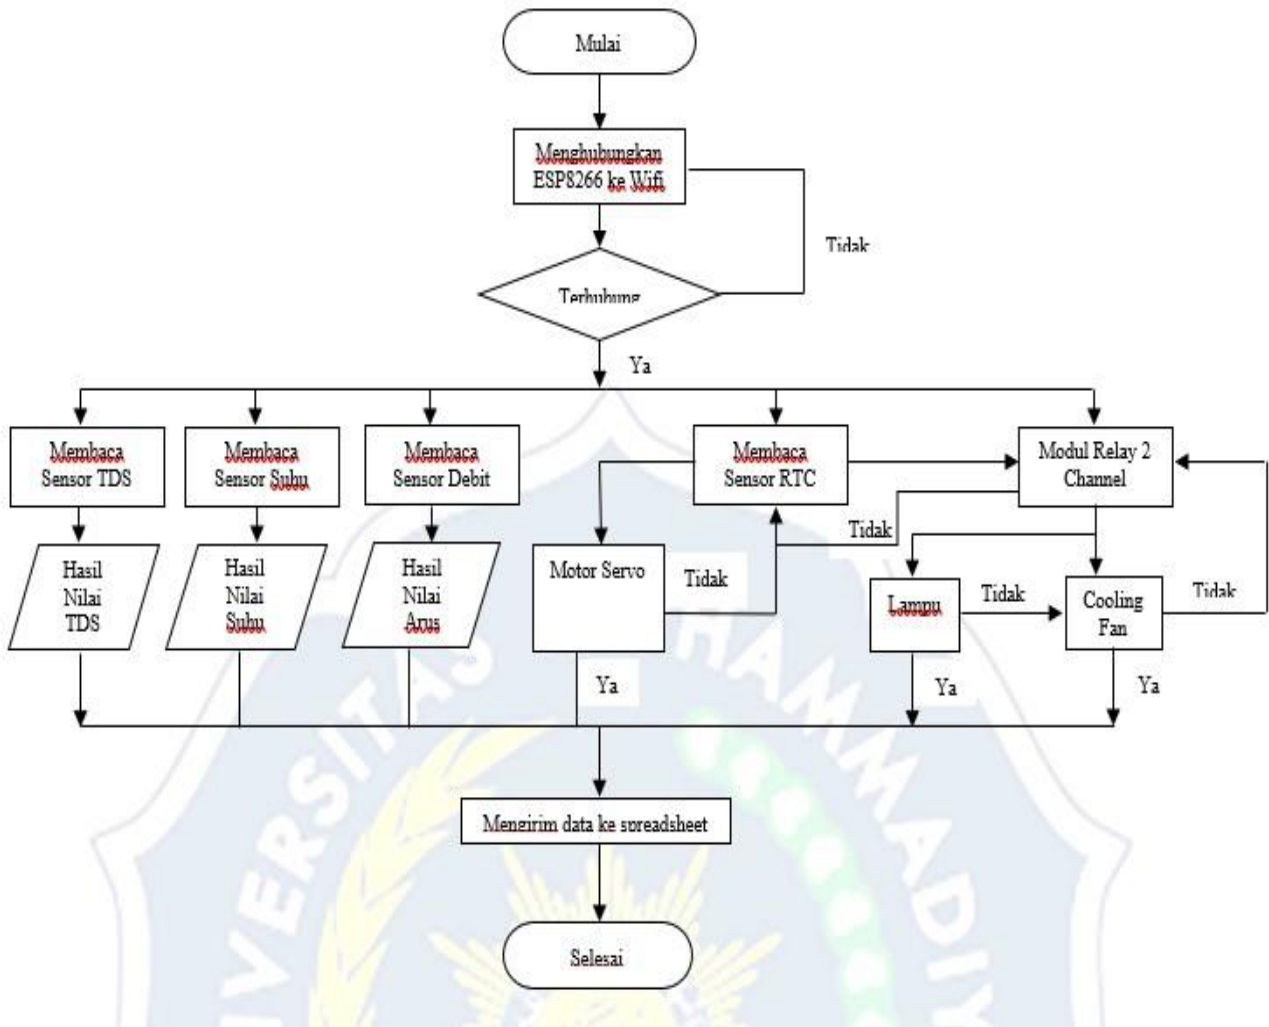 Mulai
Menghubungkan
ESP8266 ke Wifi
Tidak
Terhubung
Ya
Membaca
Sensor TDS
Membaca
Sensor Suhu
Membaca
Sensor Debit
Membaca
Sensor RTC
Modul Relay 2
Channel
Tidak
Hasil
Nilai
TDS
Hasil
Nilai
Suhu
Hasil
Nilai
Arus
Motor Servo
Tidak
Lampu
Tidak
Cooling
Fan
Tidak
Ya
Ya
Ya
Mengirim data ke spreadsheet
Selesai